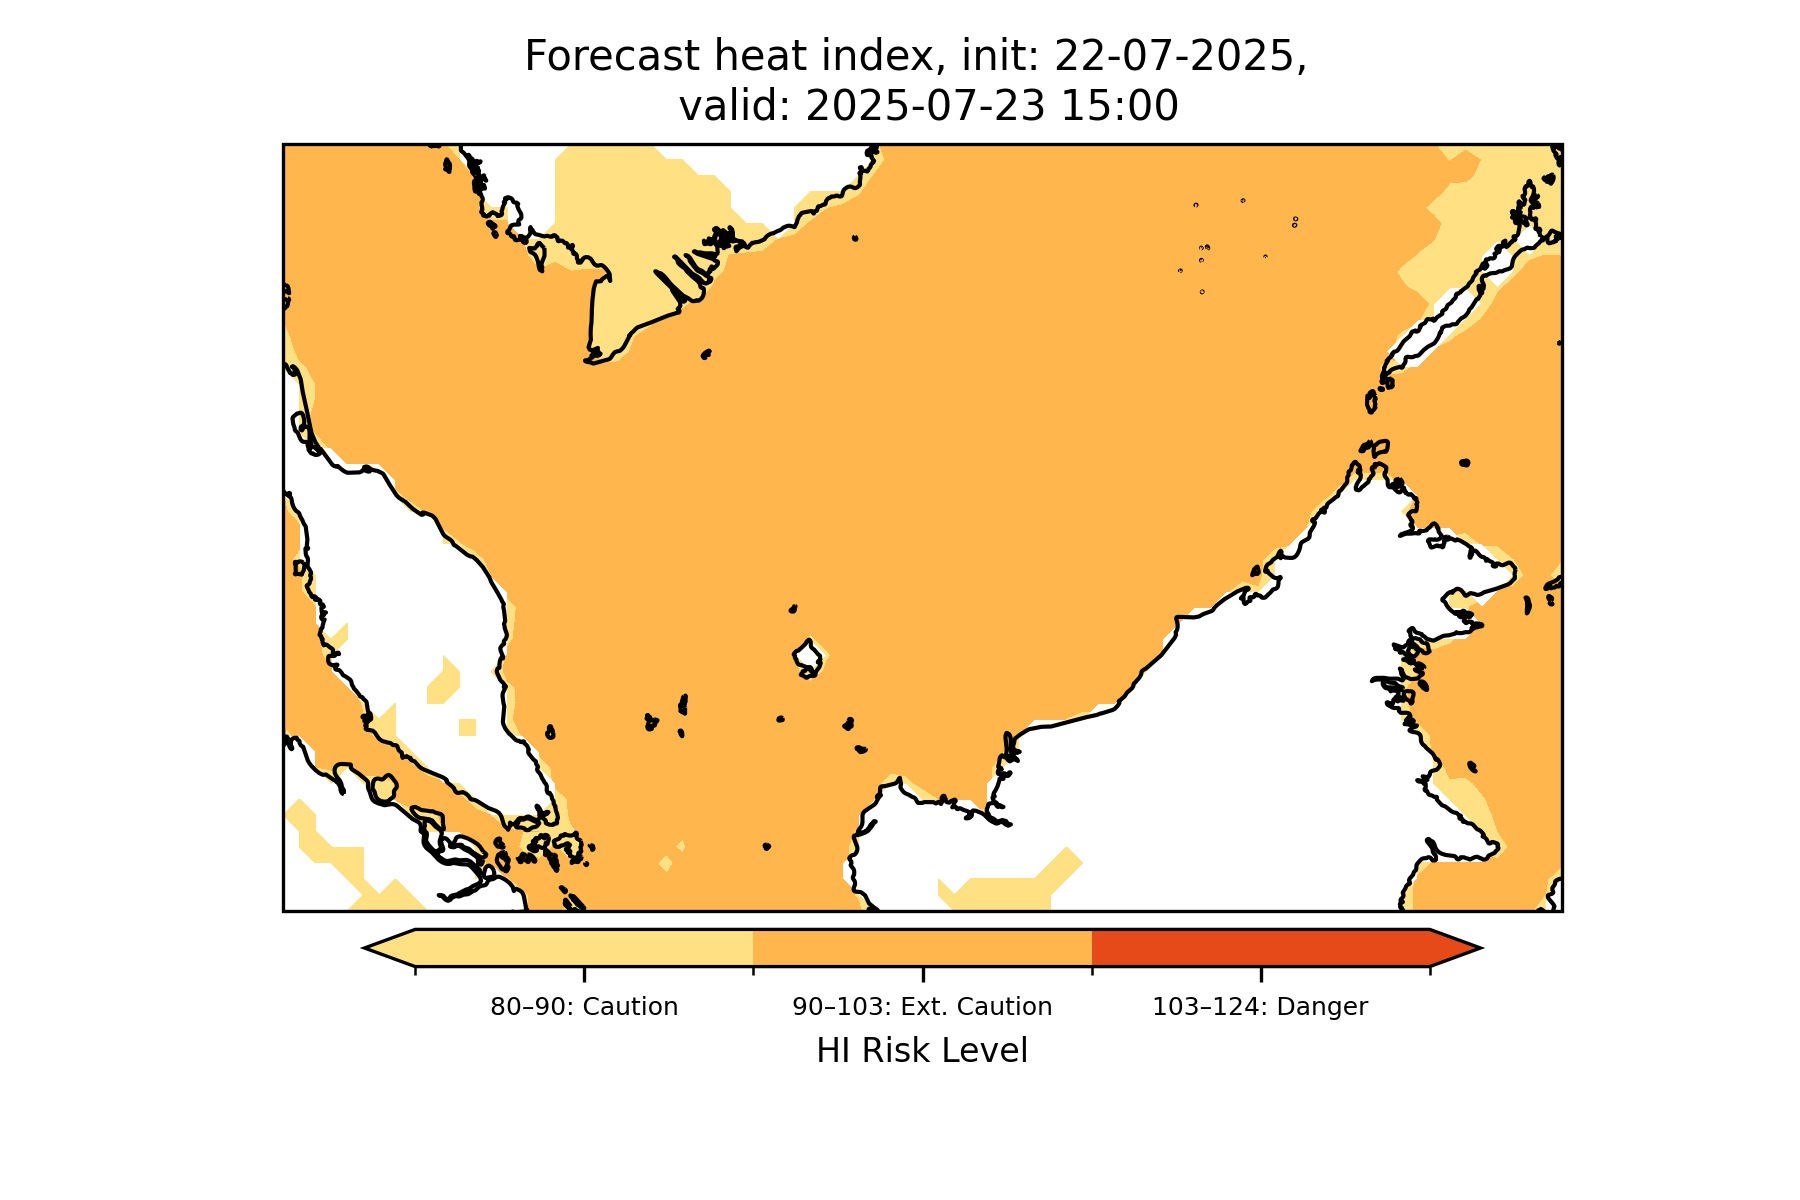 Forecast heat index, init: 22-07-2025,
valid: 2025-07-23 15:00
80–90: Caution
90–103: Ext. Caution
103–124: Danger
HI Risk Level